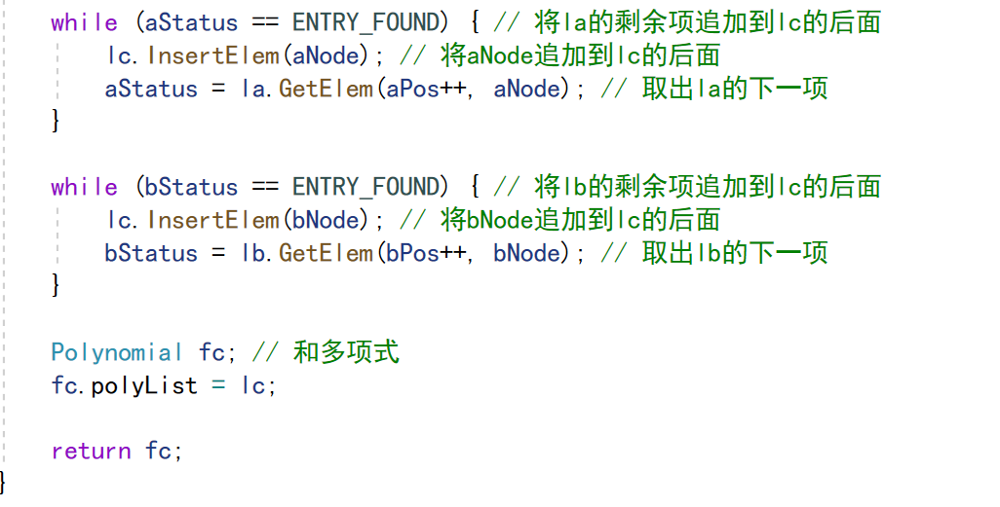 while (aStatus == ENTRY_FOUND) { // 将la的剩余项追加到lc的后面
lc.InsertElem(aNode); // 将aNode追加到lc的后面
aStatus = la.GetElem(aPos++, aNode); // 取出la的下一项
}
while (bStatus == ENTRY_FOUND) { // 将lb的剩余项追加到lc的后面
lc.InsertElem(bNode); // 将bNode追加到lc的后面
bStatus = lb.GetElem(bPos++, bNode); // 取出lb的下一项
}
Polynomial fc; // 和多项式
fc.polyList = lc;
return fc;
}